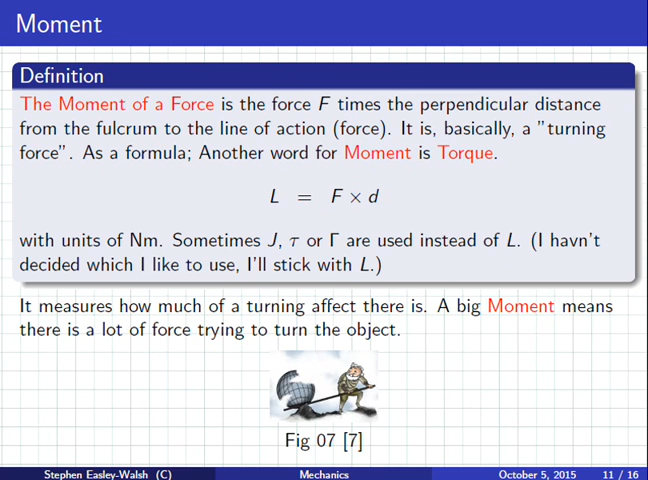 Moment
Definition
The Moment of a Force is the force F times the perpendicular distance
from the fulcrum to the line of action (force). It is, basically, a "turning
force". As a formula; Another word for Moment is Torque.
L = F × d
with units of Nm. Sometimes J, τ or Γ are used instead of L. (I havn't
decided which I like to use, I'll stick with L.)
It measures how much of a turning affect there is. A big Moment means
there is a lot of force trying to turn the object.
Fig 07 [7]
Stephen Easley-Walsh (C) Mechanics October 5, 2015 11 / 16